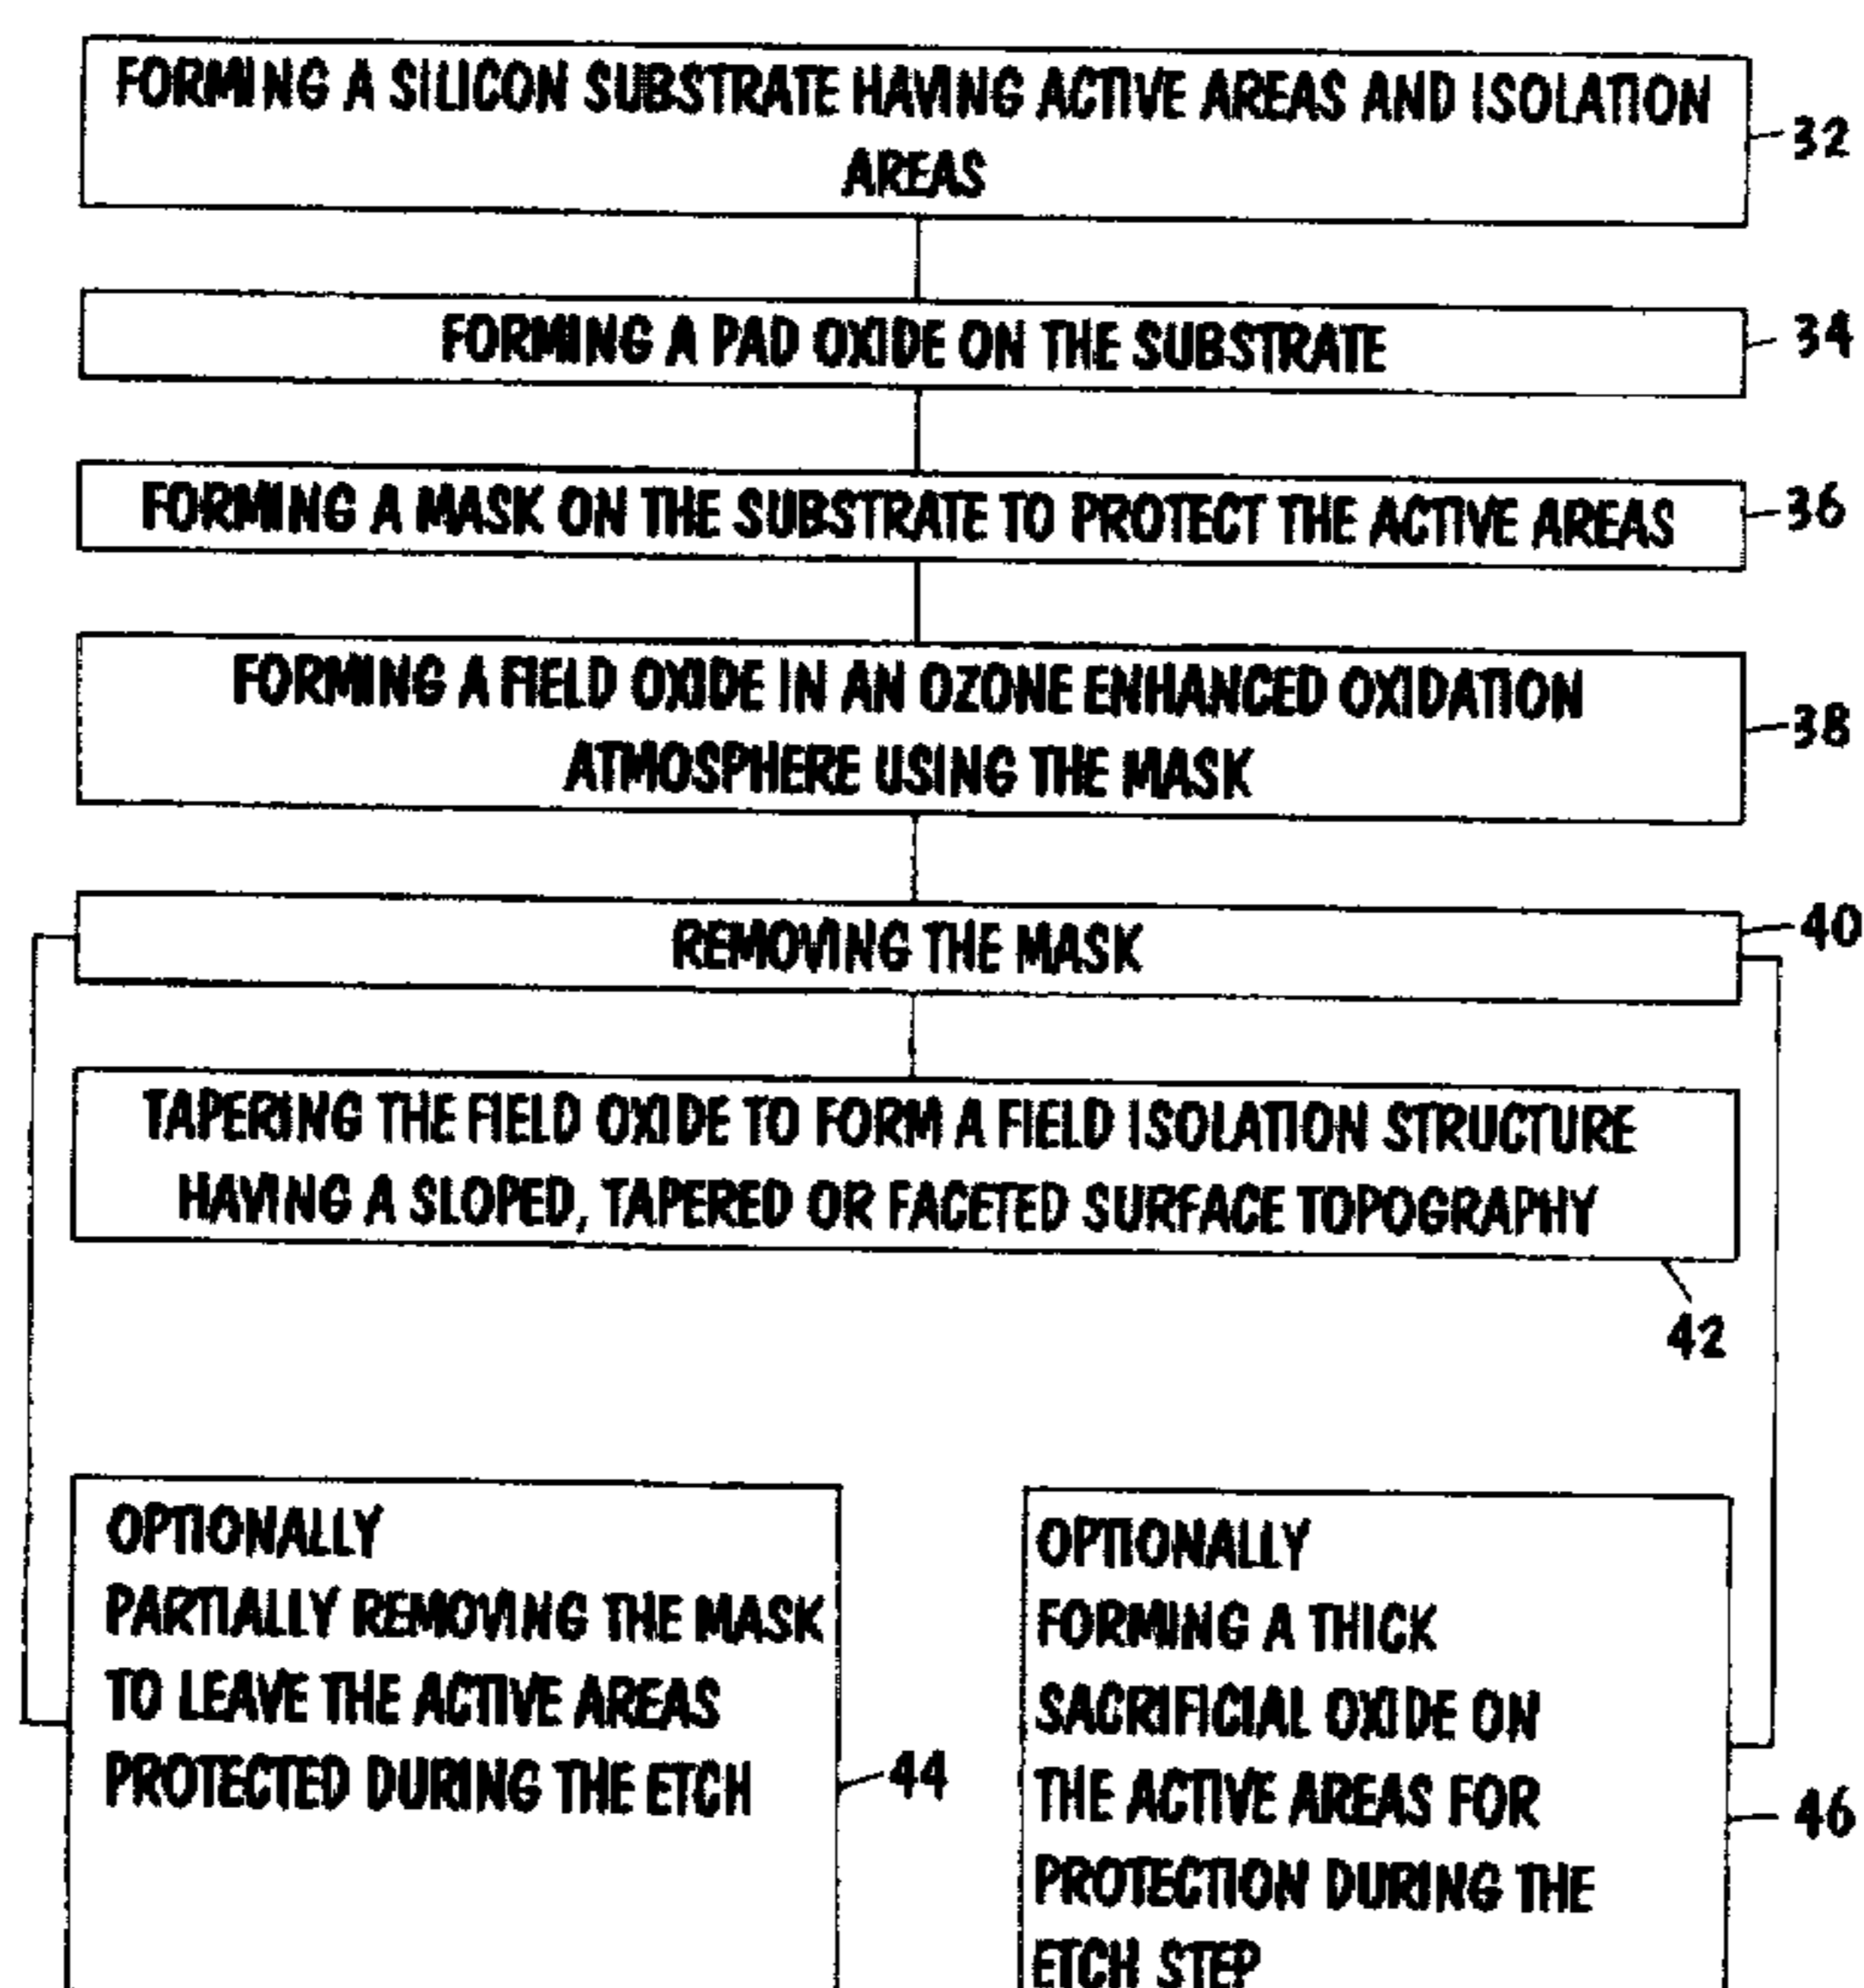 FORMING A SILICON SUBSTRATE HAVING ACTIVE AREAS AND ISOLATION
AREAS
32
FORMING A PAD OXIDE ON THE SUBSTRATE
34
FORMING A MASK ON THE SUBSTRATE TO PROTECT THE ACTIVE AREAS
36
FORMING A FIELD OXIDE IN AN OZONE ENHANCED OXIDATION
ATMOSPHERE USING THE MASK
38
REMOVING THE MASK
40
TAPERING THE FIELD OXIDE TO FORM A FIELD ISOLATION STRUCTURE
HAVING A SLOPED, TAPERED OR FACETED SURFACE TOPOGRAPHY
42
OPTIONALLY
PARTIALLY REMOVING THE MASK
TO LEAVE THE ACTIVE AREAS
PROTECTED DURING THE ETCH
44
OPTIONALLY
FORMING A THICK
SACRIFICIAL OXIDE ON
THE ACTIVE AREAS FOR
PROTECTION DURING THE
ETCH STEP
46